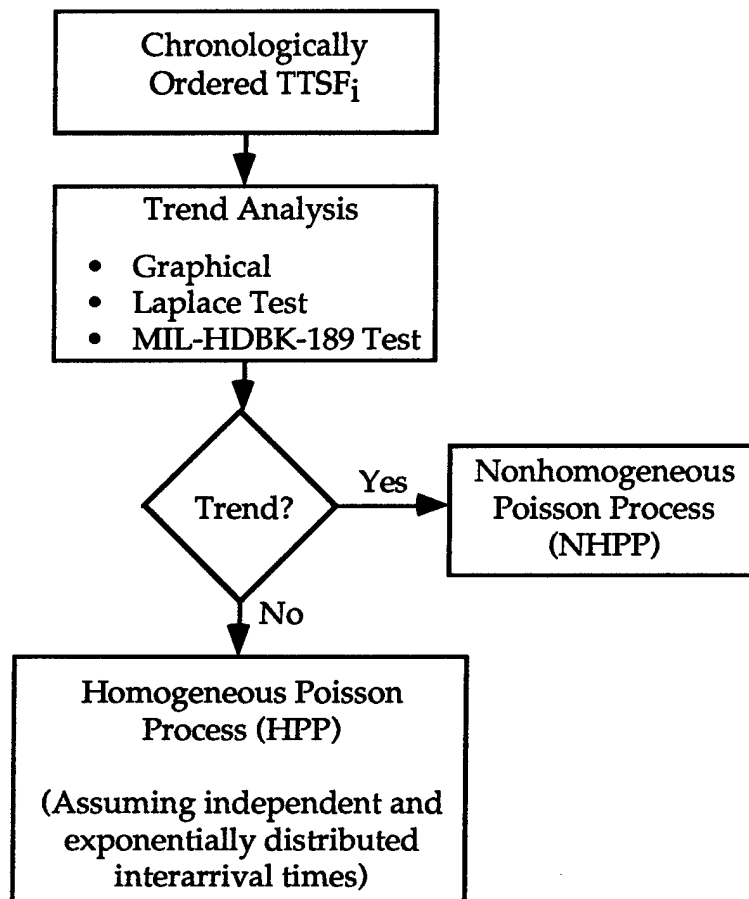 Chronologically
Ordered TTSFi
Trend Analysis
• Graphical
• Laplace Test
• MIL-HDBK-189 Test
Trend?
Yes
Nonhomogeneous
Poisson Process
(NHPP)
No
Homogeneous Poisson
Process (HPP)
(Assuming independent and
exponentially distributed
interarrival times)